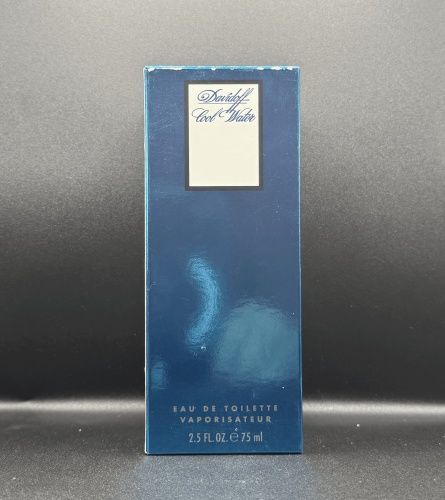 Davidoff
Cool Water
EAU DE TOILETTE
VAPORISATEUR
2.5 FL. OZ. ℮ 75 ml